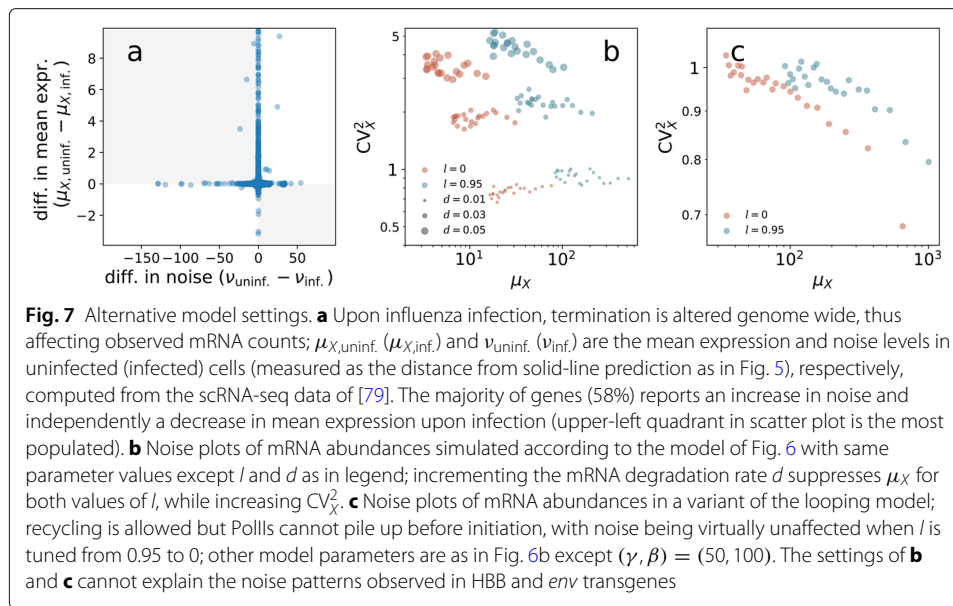 a
diff. in mean expr.
(μX,uninf. − μX,inf.)
8
6
4
2
0
−2
−150 −100 −50 0 50
diff. in noise (νuninf. − νinf.)
b
CV²X
5
1
0.5
l = 0
l = 0.95
d = 0.01
d = 0.03
d = 0.05
10¹ 10²
μX
c
CV²X
1
0.9
0.8
0.7
l = 0
l = 0.95
10² 10³
μX
Fig. 7 Alternative model settings. a Upon influenza infection, termination is altered genome wide, thus
affecting observed mRNA counts; μX,uninf. (μX,inf.) and νuninf. (νinf.) are the mean expression and noise levels in
uninfected (infected) cells (measured as the distance from solid-line prediction as in Fig. 5), respectively,
computed from the scRNA-seq data of [79]. The majority of genes (58%) reports an increase in noise and
independently a decrease in mean expression upon infection (upper-left quadrant in scatter plot is the most
populated). b Noise plots of mRNA abundances simulated according to the model of Fig. 6 with same
parameter values except l and d as in legend; incrementing the mRNA degradation rate d suppresses μX for
both values of l, while increasing CV²X. c Noise plots of mRNA abundances in a variant of the looping model;
recycling is allowed but PolIIs cannot pile up before initiation, with noise being virtually unaffected when l is
tuned from 0.95 to 0; other model parameters are as in Fig. 6b except (γ, β) = (50, 100). The settings of b
and c cannot explain the noise patterns observed in HBB and env transgenes